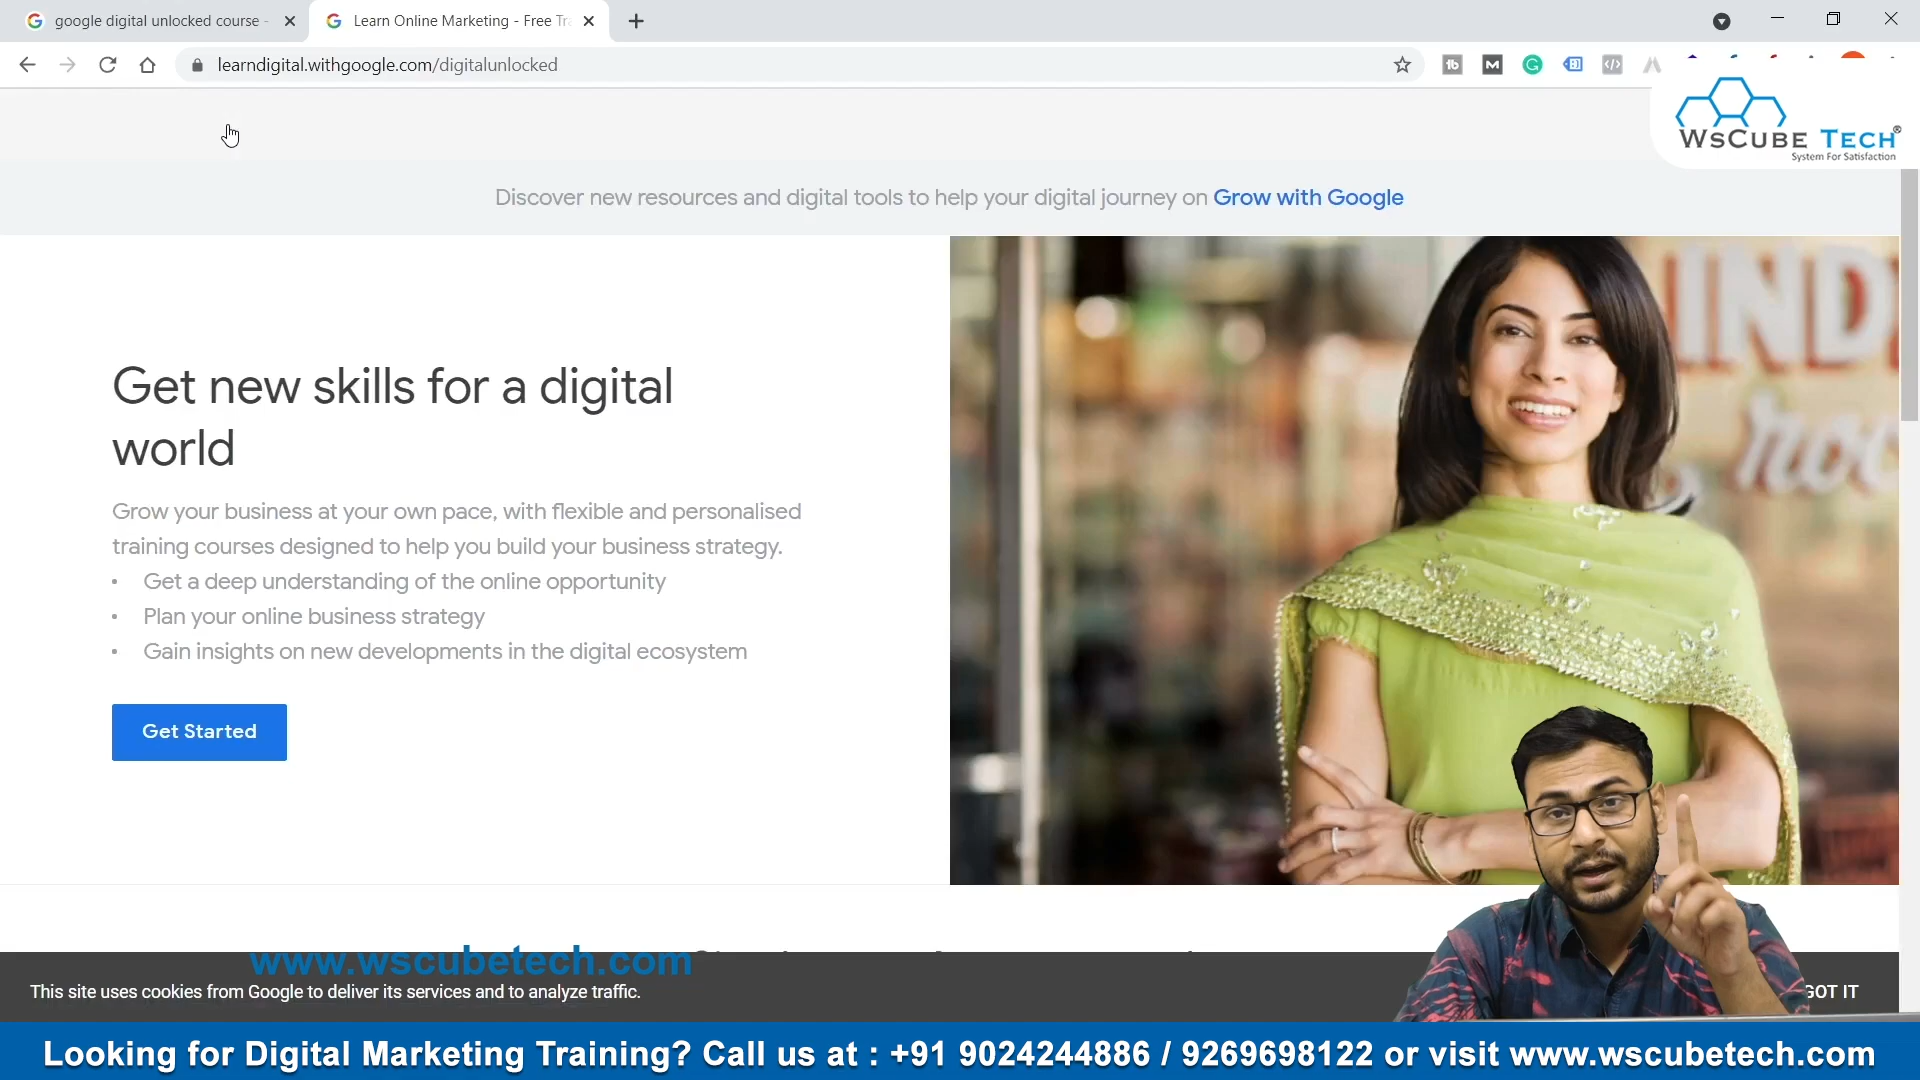 google digital unlocked course -
Learn Online Marketing - Free Tr
learndigital.withgoogle.com/digitalunlocked
WsCube Tech®
System For Satisfaction
Discover new resources and digital tools to help your digital journey on Grow with Google
Get new skills for a digital
world
Grow your business at your own pace, with flexible and personalised
training courses designed to help you build your business strategy.
• Get a deep understanding of the online opportunity
• Plan your online business strategy
• Gain insights on new developments in the digital ecosystem
Get Started
IND
roo
www.wscubetech.com
This site uses cookies from Google to deliver its services and to analyze traffic.
GOT IT
Looking for Digital Marketing Training? Call us at : +91 9024244886 / 9269698122 or visit www.wscubetech.com